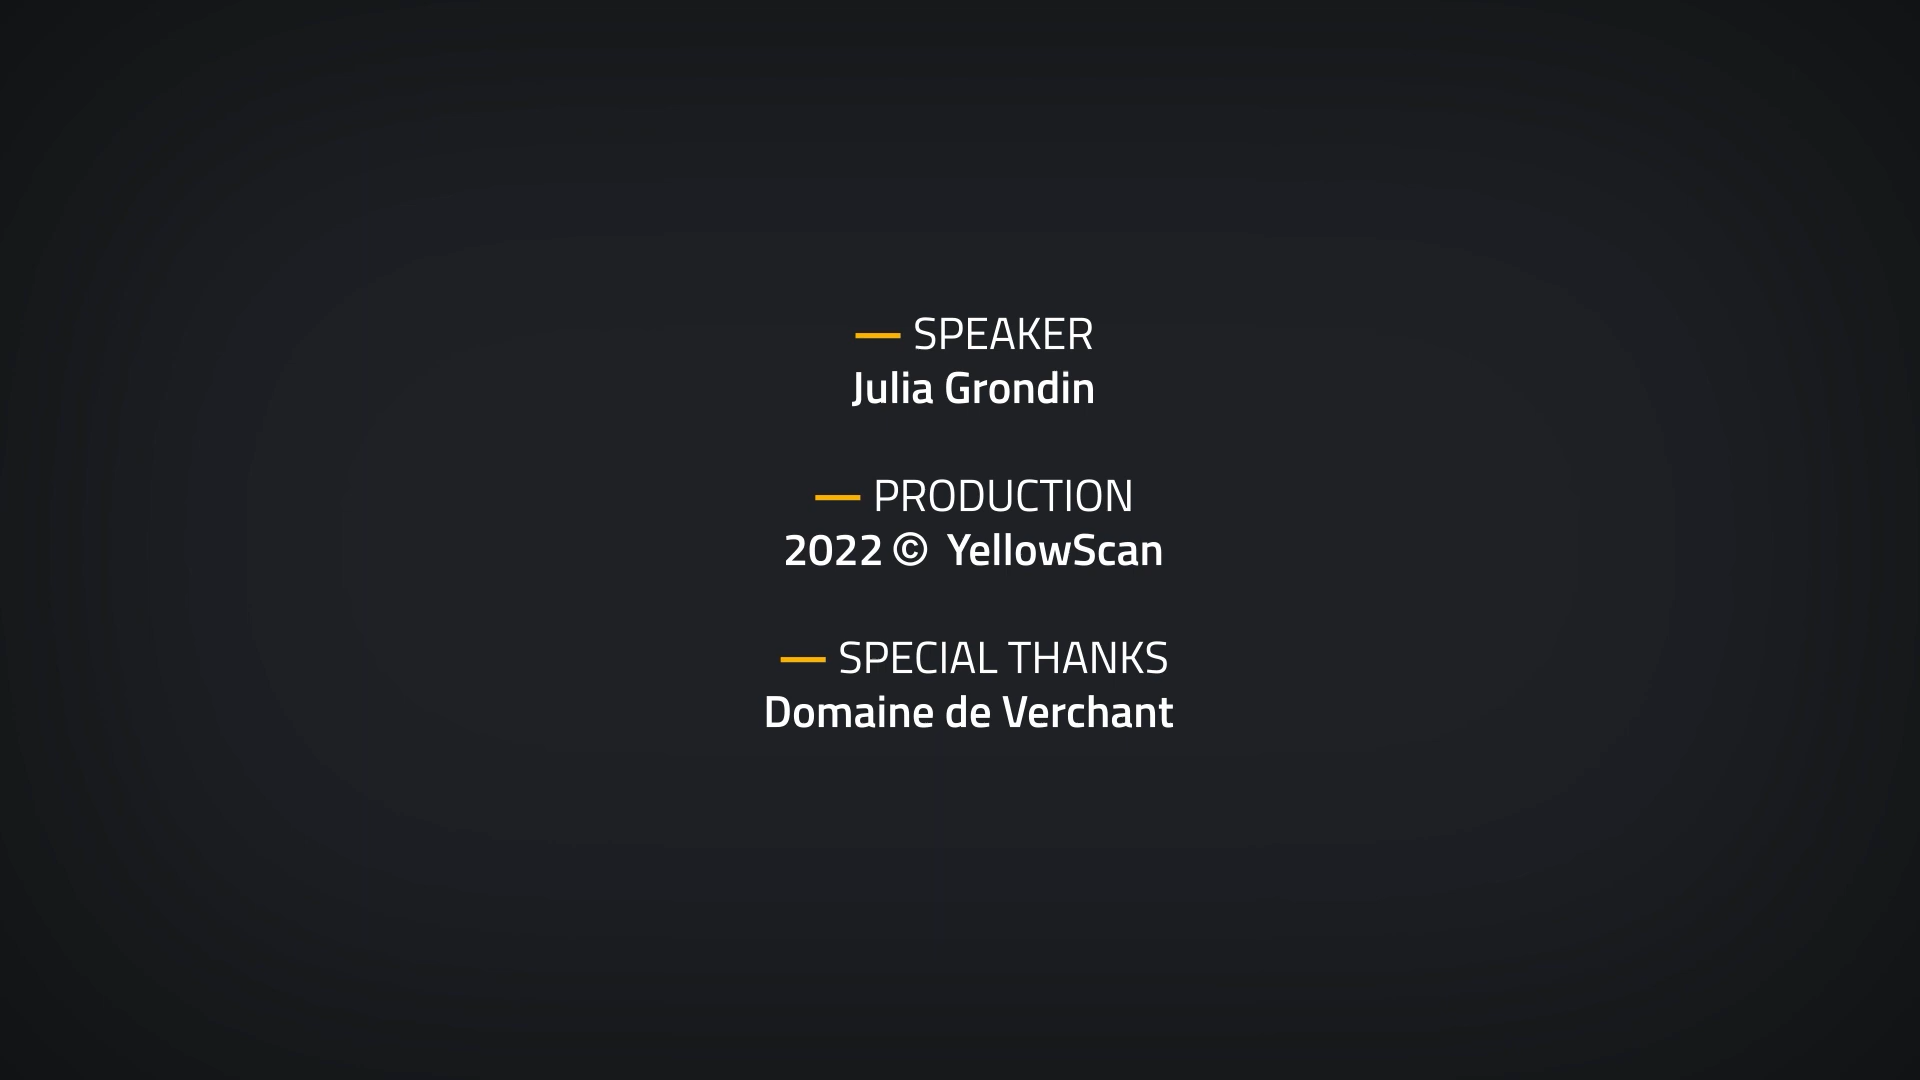 — SPEAKER
Julia Grondin
— PRODUCTION
2022 © YellowScan
— SPECIAL THANKS
Domaine de Verchant